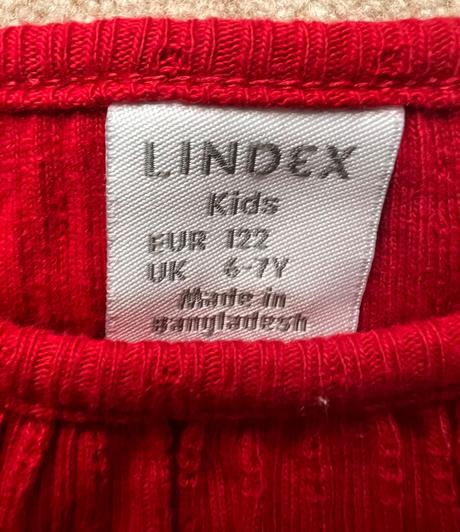 LINDEX
Kids
EUR 122
UK 6-7Y
Made in
Bangladesh